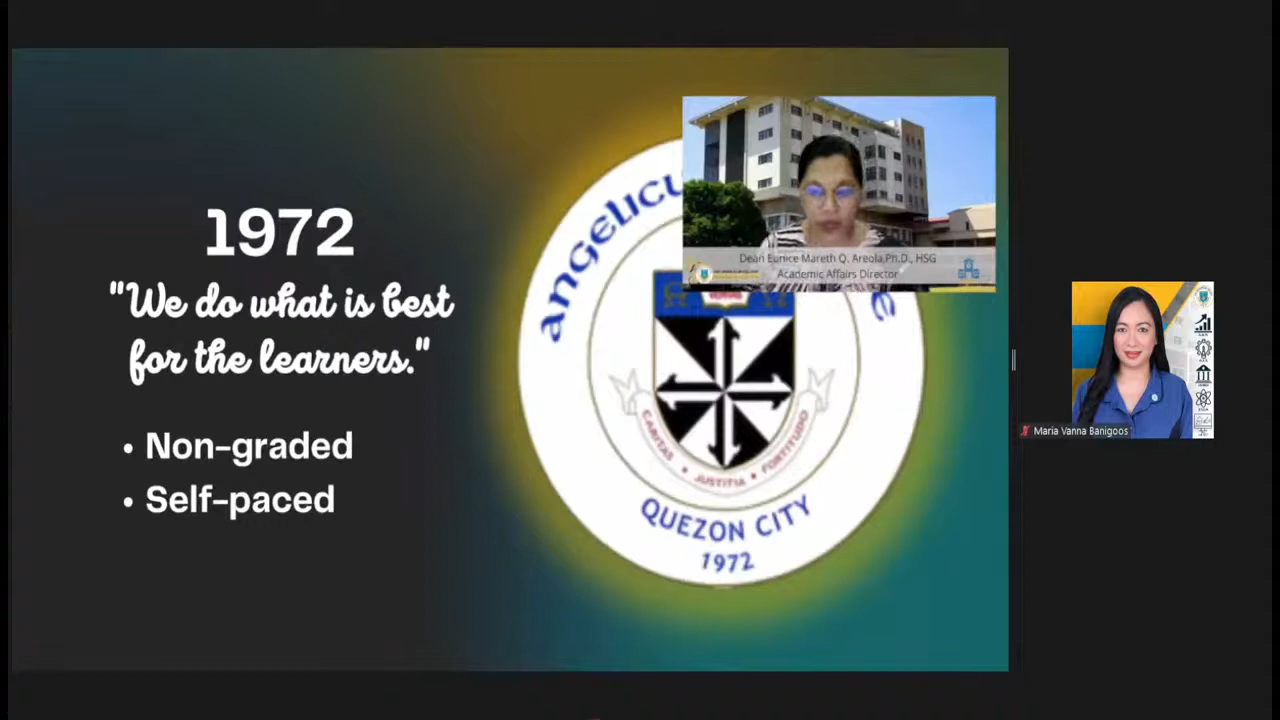 1972
"We do what is best
for the learners."
• Non-graded
• Self-paced
QUEZON CITY
1972
CARITAS • JUSTITIA • FORTITUDO
Dean Eunice Mareth Q. Areola,Ph.D., HSG
Academic Affairs Director
Maria Vanna Banigoos